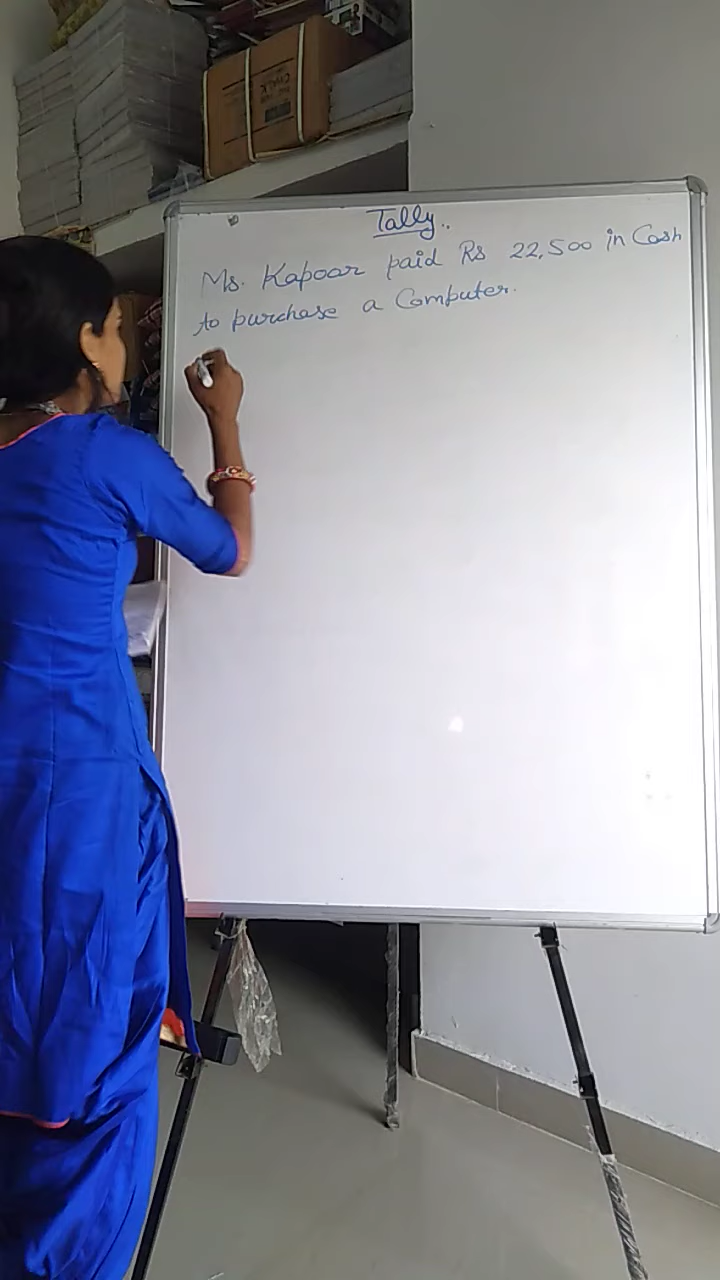 Tally..
Ms. Kapoor paid Rs 22,500 in Cash
to purchase a Computer.